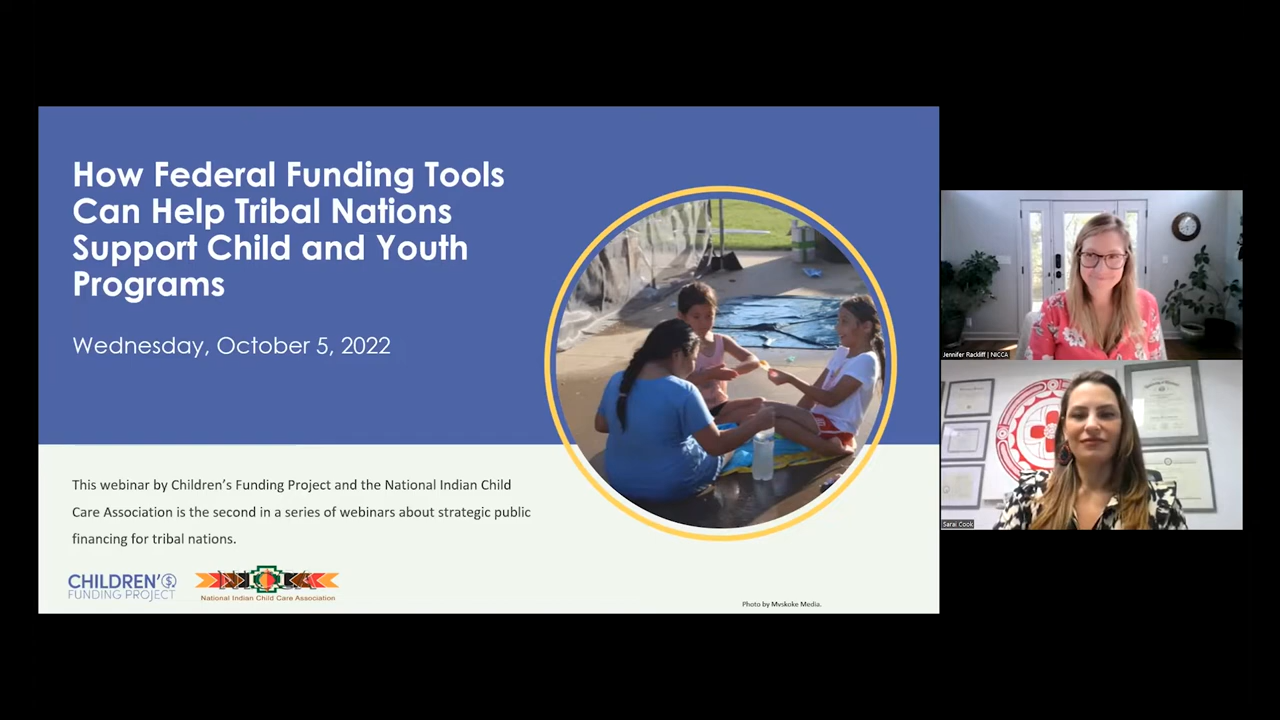 How Federal Funding Tools
Can Help Tribal Nations
Support Child and Youth
Programs
Wednesday, October 5, 2022
This webinar by Children's Funding Project and the National Indian Child
Care Association is the second in a series of webinars about strategic public
financing for tribal nations.
CHILDREN'S
FUNDING PROJECT
NICCA
National Indian Child Care Association
Photo by Mvskoke Media.
Jennifer Rackliff | NICCA
Sarai Cook